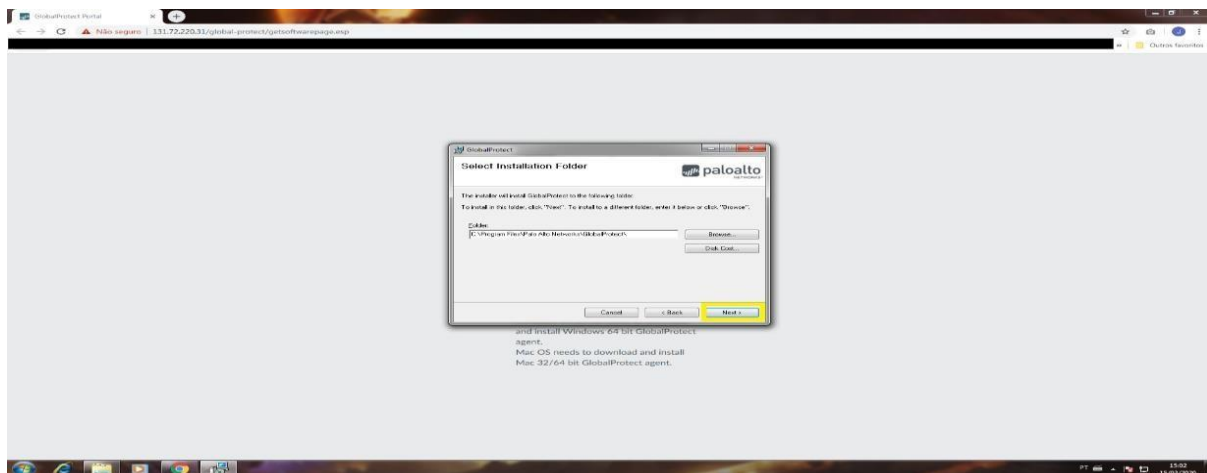 GlobalProtect Portal
Não seguro | 131.72.220.31/global-protect/getsoftwarepage.esp
Outros favoritos
GlobalProtect
Select Installation Folder
paloalto
NETWORKS
The installer will install GlobalProtect to the following folder.
To install in this folder, click "Next". To install to a different folder, enter it below or click "Browse".
Folder:
C:\Program Files\Palo Alto Networks\GlobalProtect\
Browse...
Disk Cost...
Cancel
< Back
Next >
and install Windows 64 bit GlobalProtect
agent.
Mac OS needs to download and install
Mac 32/64 bit GlobalProtect agent.
PT
15:02
15/03/2020